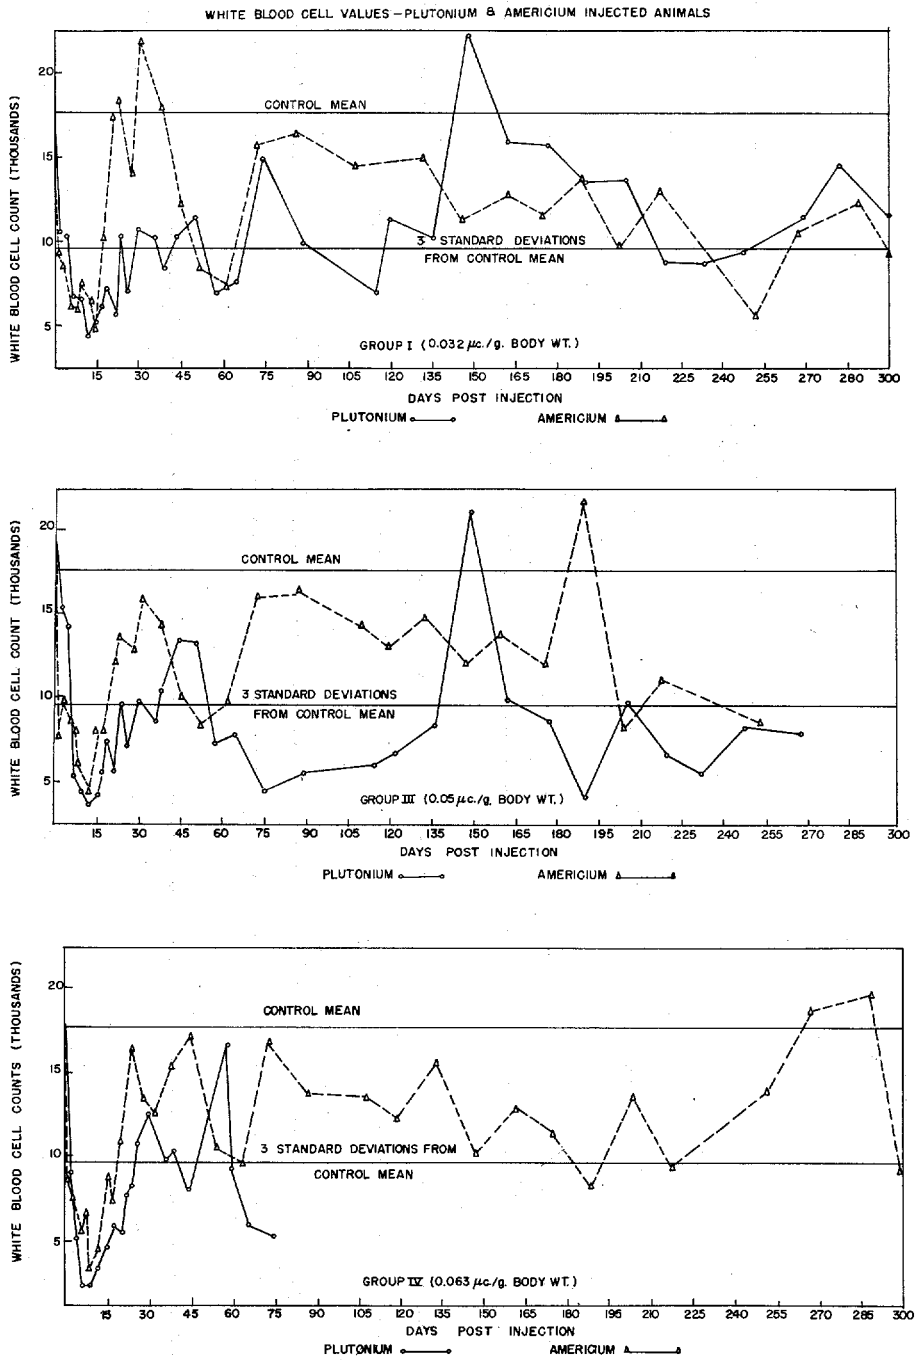 WHITE BLOOD CELL VALUES – PLUTONIUM & AMERICIUM INJECTED ANIMALS
WHITE BLOOD CELL COUNT (THOUSANDS)
20
15
10
5
CONTROL MEAN
3 STANDARD DEVIATIONS
FROM CONTROL MEAN
GROUP I (0.032 μc./g. BODY WT.)
15 30 45 60 75 90 105 120 135 150 165 180 195 210 225 240 255 270 280 300
DAYS POST INJECTION
PLUTONIUM AMERICIUM
WHITE BLOOD CELL COUNT (THOUSANDS)
20
15
10
5
CONTROL MEAN
3 STANDARD DEVIATIONS
FROM CONTROL MEAN
GROUP III (0.05 μc./g. BODY WT.)
15 30 45 60 75 90 105 120 135 150 165 180 195 210 225 240 255 270 285 300
DAYS POST INJECTION
PLUTONIUM AMERICIUM
WHITE BLOOD CELL COUNTS (THOUSANDS)
20
15
10
5
CONTROL MEAN
3 STANDARD DEVIATIONS FROM
CONTROL MEAN
GROUP IV (0.063 μc./g. BODY WT.)
15 30 45 60 75 90 105 120 135 150 165 180 195 210 225 240 255 270 285 300
DAYS POST INJECTION
PLUTONIUM AMERICIUM